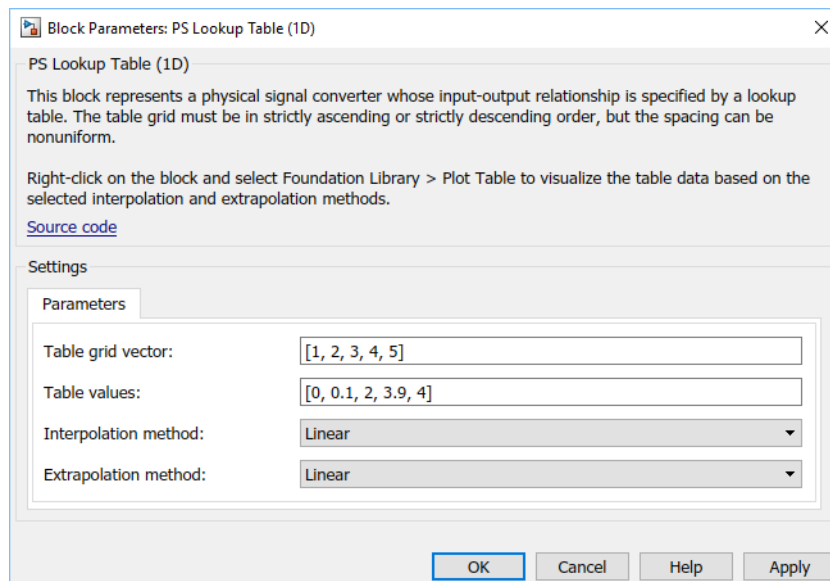 Block Parameters: PS Lookup Table (1D)
PS Lookup Table (1D)
This block represents a physical signal converter whose input-output relationship is specified by a lookup
table. The table grid must be in strictly ascending or strictly descending order, but the spacing can be
nonuniform.
Right-click on the block and select Foundation Library > Plot Table to visualize the table data based on the
selected interpolation and extrapolation methods.
Source code
Settings
Parameters
Table grid vector: [1, 2, 3, 4, 5]
Table values: [0, 0.1, 2, 3.9, 4]
Interpolation method: Linear
Extrapolation method: Linear
OK Cancel Help Apply